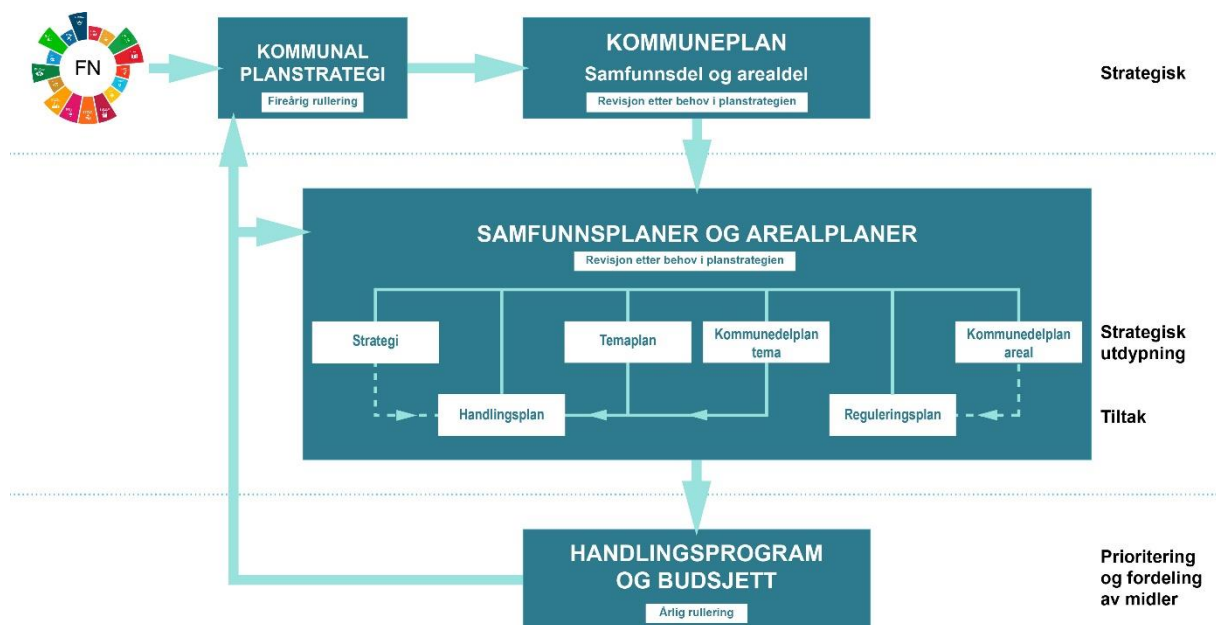 FN
KOMMUNAL
PLANSTRATEGI
Fireårig rullering
KOMMUNEPLAN
Samfunnsdel og arealdel
Revisjon etter behov i planstrategien
Strategisk
SAMFUNNSPLANER OG AREALPLANER
Revisjon etter behov i planstrategien
Strategi
Temaplan
Kommunedelplan
tema
Kommunedelplan
areal
Strategisk
utdypning
Handlingsplan
Reguleringsplan
Tiltak
HANDLINGSPROGRAM
OG BUDSJETT
Årlig rullering
Prioritering
og fordeling
av midler